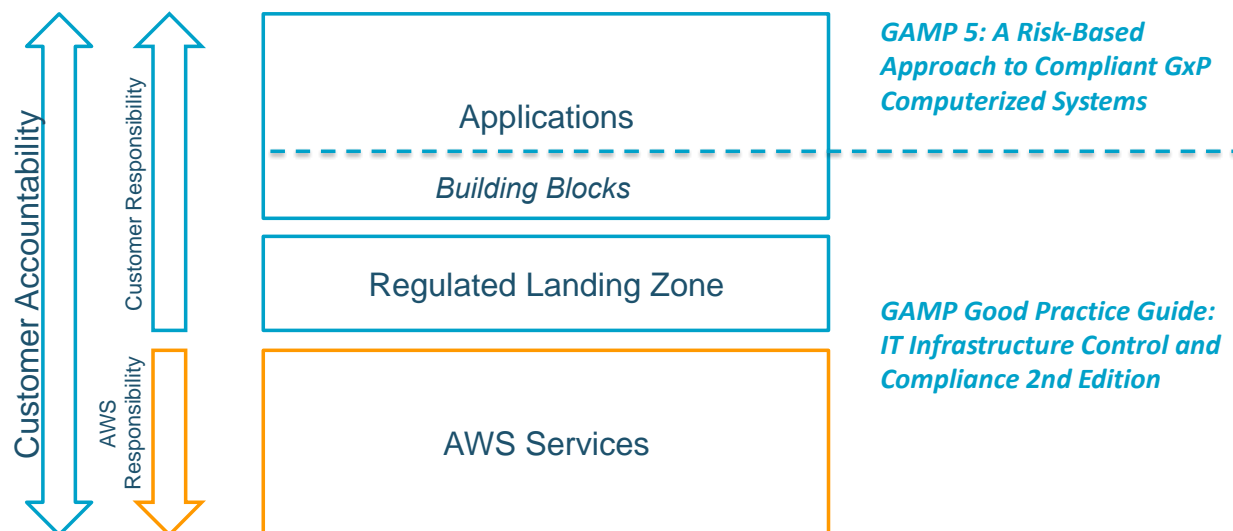 Customer Accountability
Customer Responsibility
AWS
Responsibility
Applications
Building Blocks
Regulated Landing Zone
AWS Services
GAMP 5: A Risk-Based
Approach to Compliant GxP
Computerized Systems
GAMP Good Practice Guide:
IT Infrastructure Control and
Compliance 2nd Edition